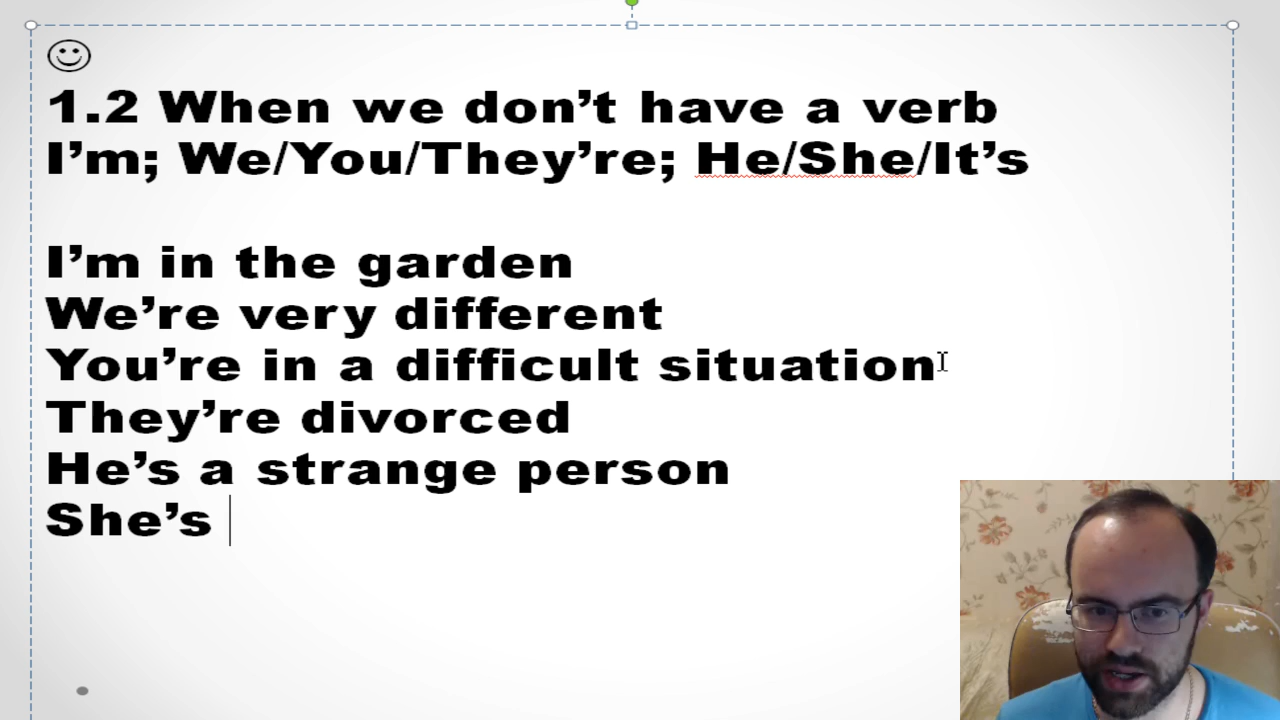 1.2 When we don’t have a verb
I’m; We/You/They’re; He/She/It’s
I’m in the garden
We’re very different
You’re in a difficult situation
They’re divorced
He’s a strange person
She’s